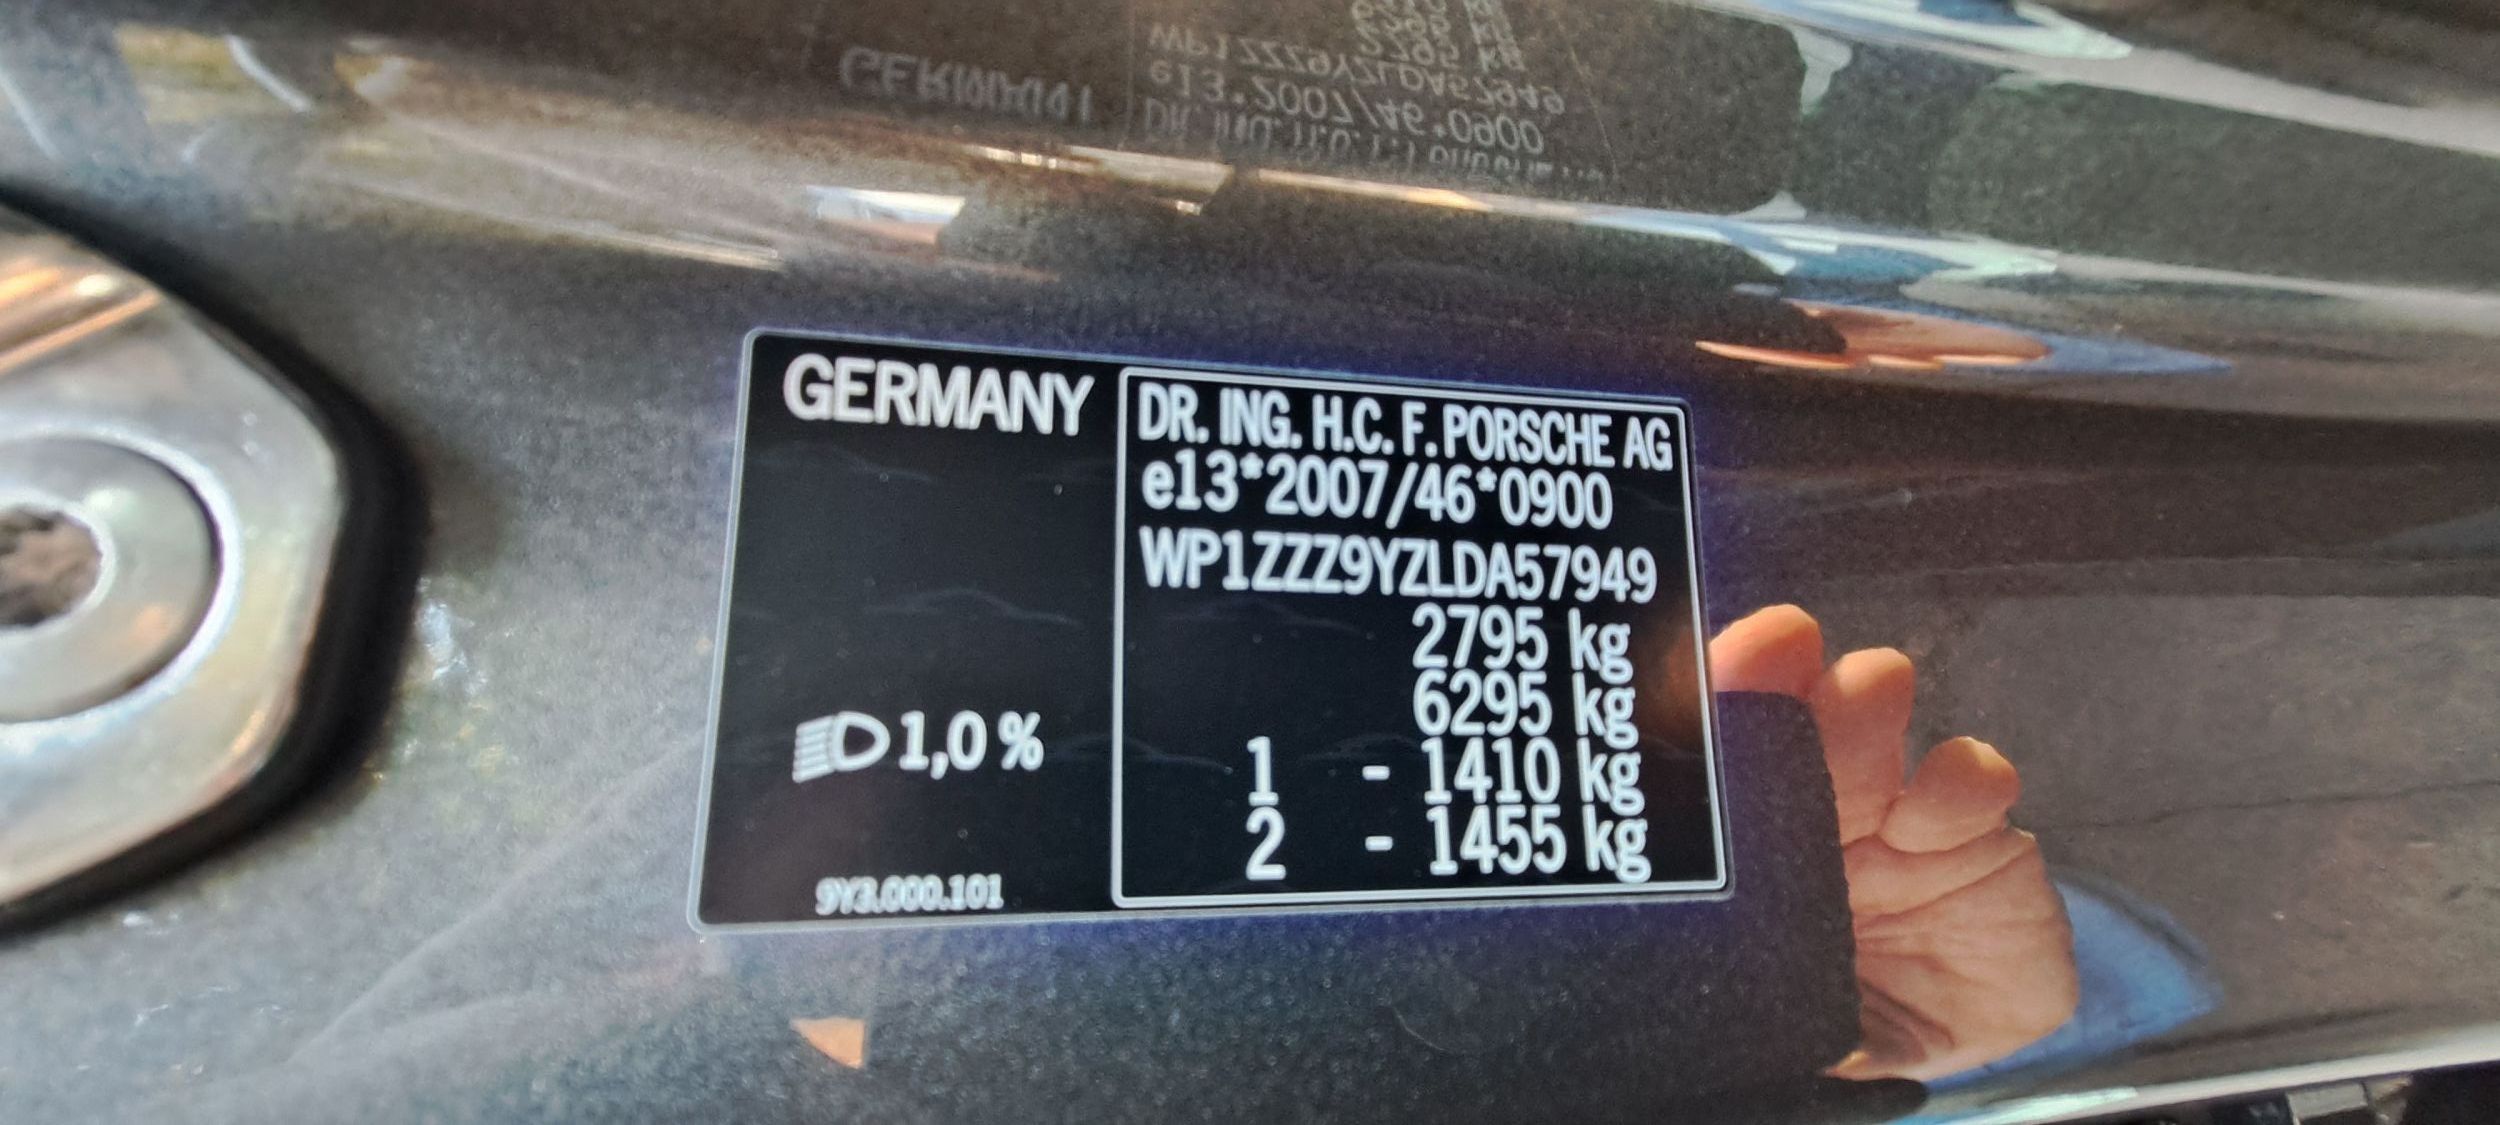 GERMANY
DR. ING. H.C. F. PORSCHE AG
e13*2007/46*0900
WP1ZZZ9YZLDA57949
2795 kg
6295 kg
1 - 1410 kg
2 - 1455 kg
1,0 %
9Y3.000.101